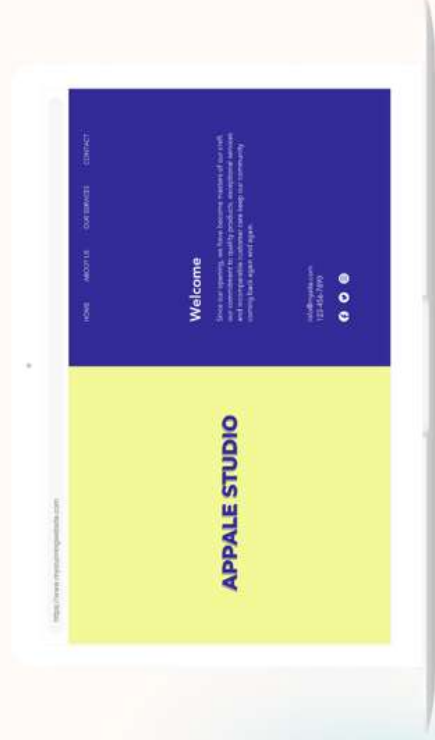 https://www.mystunningwebsite.com
HOME ABOUT US OUR SERVICES CONTACT
APPALE STUDIO
Welcome
Since our opening, we have become masters of our craft.
our commitment to quality products, exceptional services
and incomparable customer care keep our community
coming back again and again.
info@mysite.com
123-456-7890